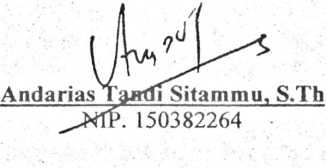 Andarias Tandi Sitammu, S.Th
NIP. 150382264